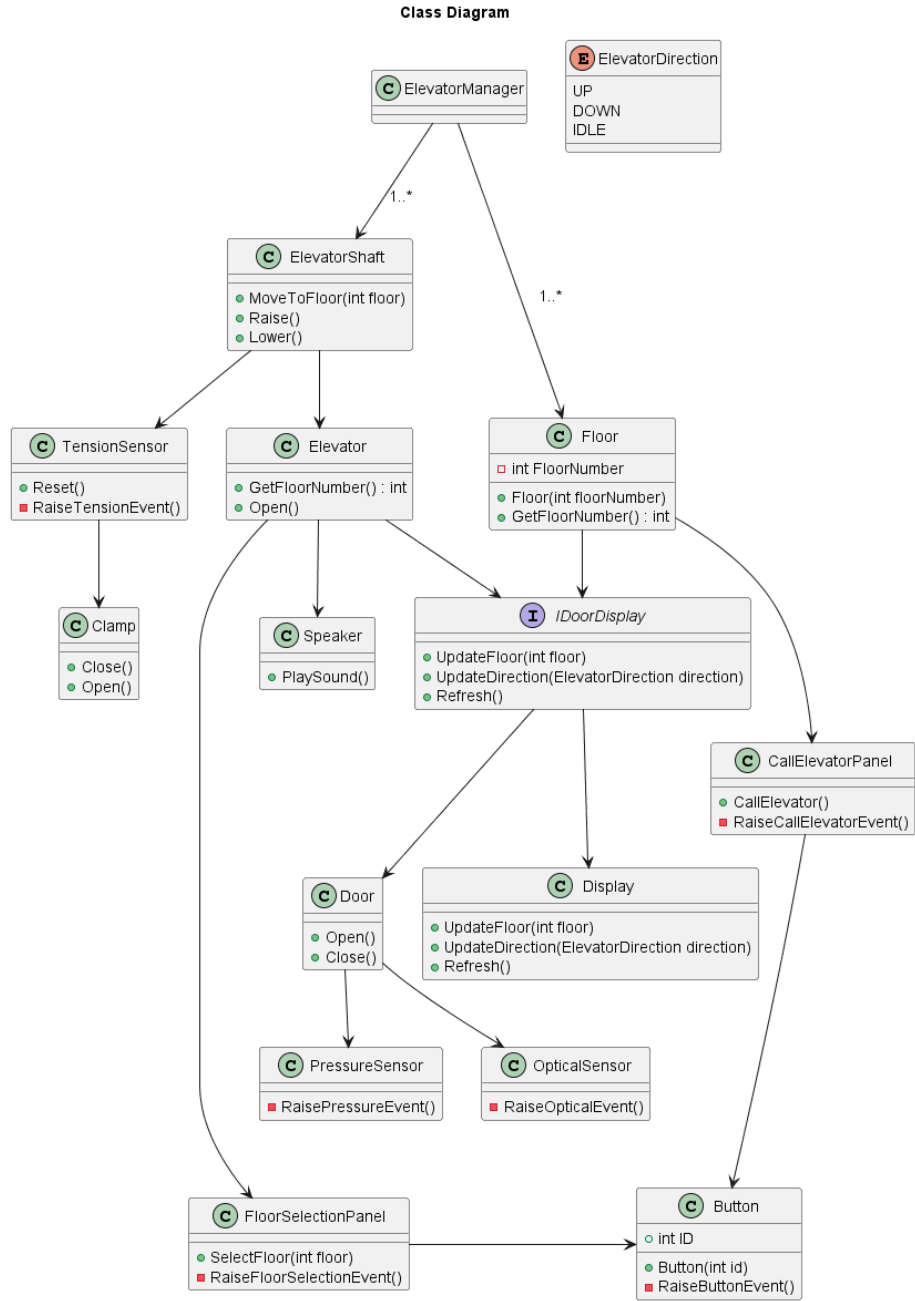 Class Diagram
C ElevatorManager
E ElevatorDirection
UP
DOWN
IDLE
1..*
C ElevatorShaft
MoveToFloor(int floor)
Raise()
Lower()
1..*
C TensionSensor
Reset()
RaiseTensionEvent()
C Elevator
GetFloorNumber() : int
Open()
C Floor
int FloorNumber
Floor(int floorNumber)
GetFloorNumber() : int
C Clamp
Close()
Open()
C Speaker
PlaySound()
I IDoorDisplay
UpdateFloor(int floor)
UpdateDirection(ElevatorDirection direction)
Refresh()
C CallElevatorPanel
CallElevator()
RaiseCallElevatorEvent()
C Door
Open()
Close()
C Display
UpdateFloor(int floor)
UpdateDirection(ElevatorDirection direction)
Refresh()
C PressureSensor
RaisePressureEvent()
C OpticalSensor
RaiseOpticalEvent()
C FloorSelectionPanel
SelectFloor(int floor)
RaiseFloorSelectionEvent()
C Button
int ID
Button(int id)
RaiseButtonEvent()